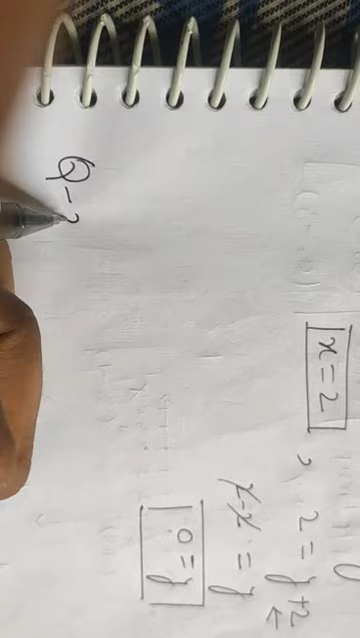 x = 2 , 2 = y+2
2-2 = y
0 = y
Q-2